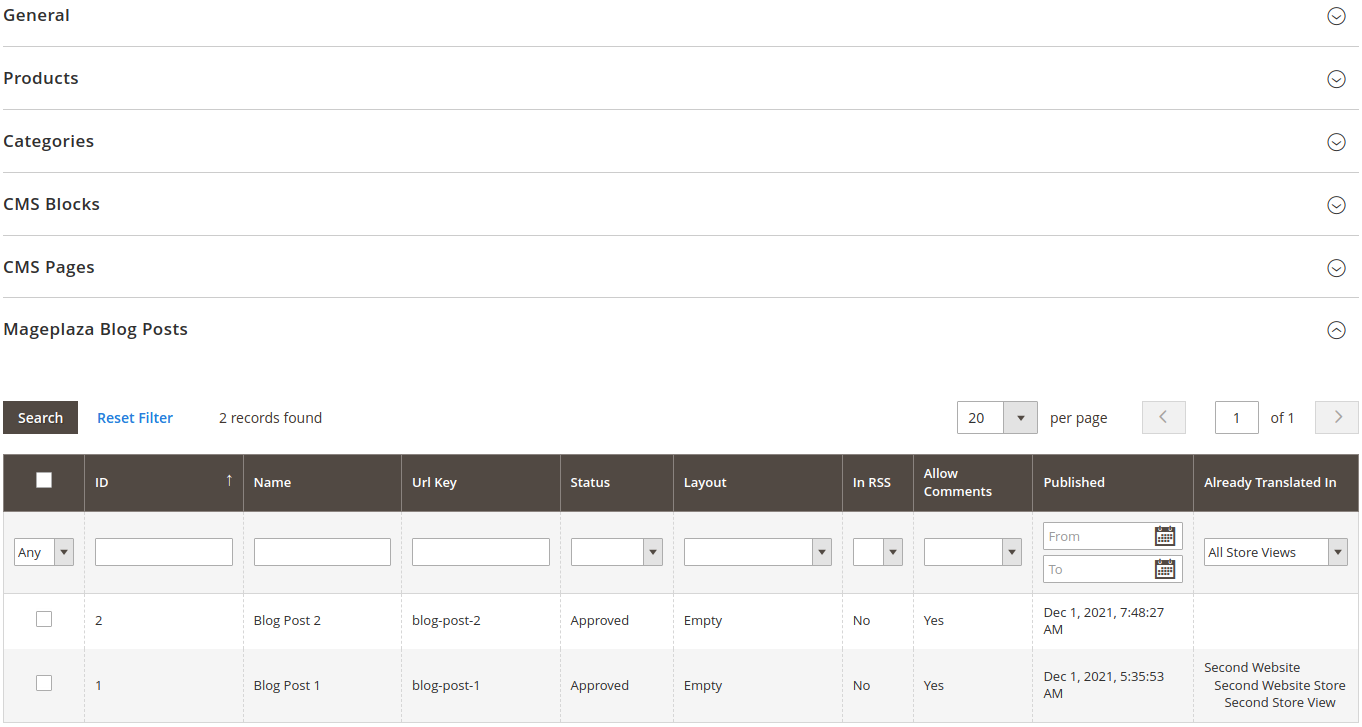 General
Products
Categories
CMS Blocks
CMS Pages
Mageplaza Blog Posts
Search Reset Filter 2 records found 20 per page 1 of 1
ID ↑ Name Url Key Status Layout In RSS Allow Comments Published Already Translated In
Any From All Store Views
To
2 Blog Post 2 blog-post-2 Approved Empty No Yes Dec 1, 2021, 7:48:27 AM
1 Blog Post 1 blog-post-1 Approved Empty No Yes Dec 1, 2021, 5:35:53 AM Second Website
Second Website Store
Second Store View